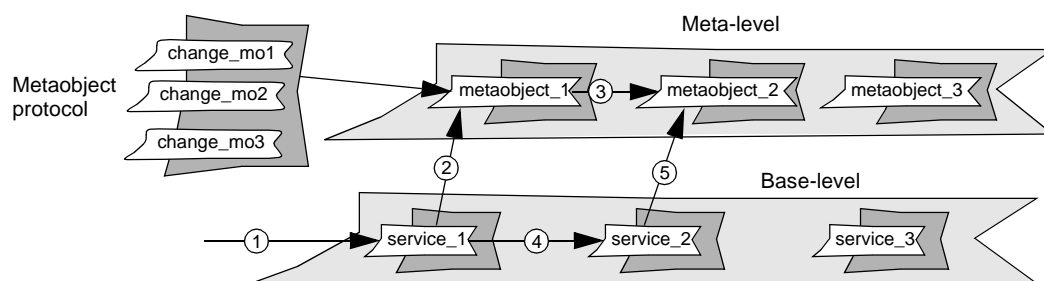 Meta-level
change_mo1
Metaobject
protocol
change_mo2
change_mo3
metaobject_1
3
metaobject_2
metaobject_3
2
5
Base-level
1
service_1
4
service_2
service_3